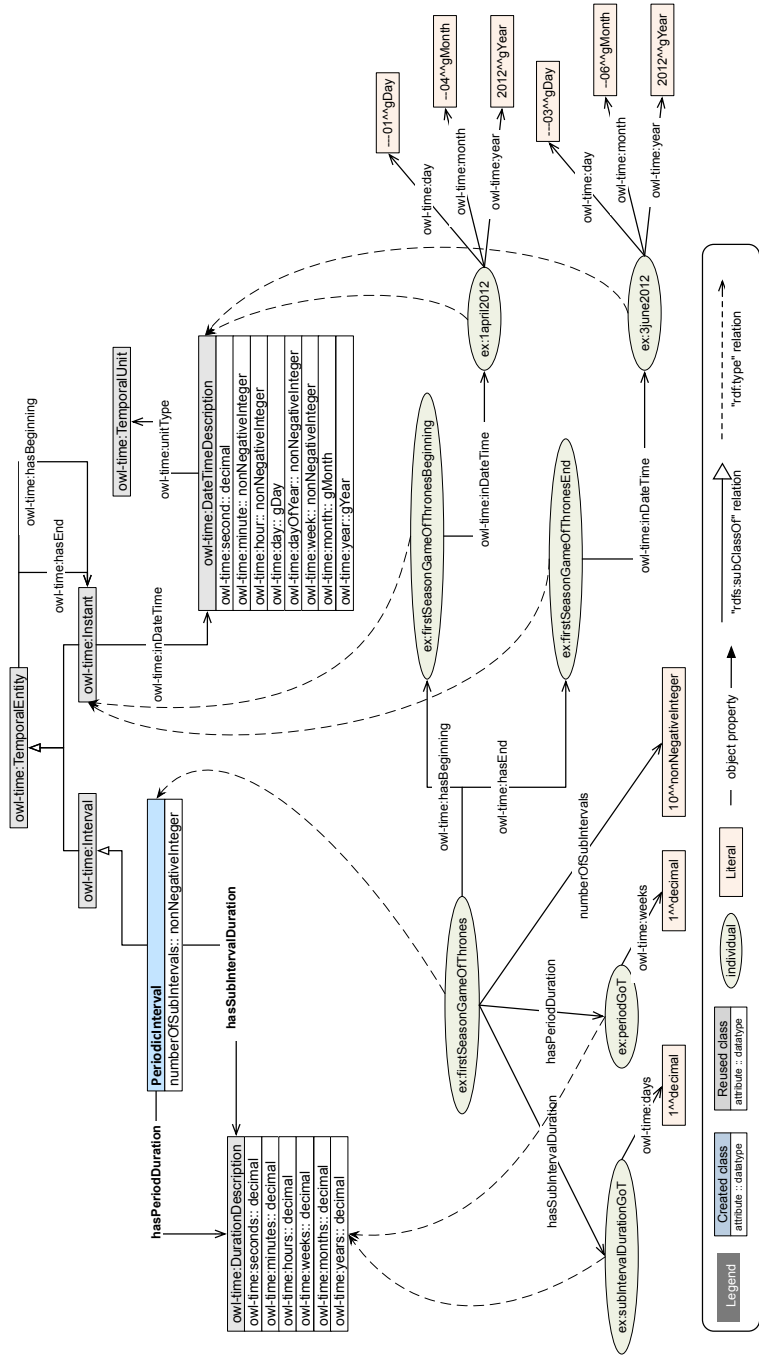 owl-time:TemporalEntity
owl-time:hasBeginning
owl-time:hasEnd
owl-time:Interval
owl-time:Instant
owl-time:TemporalUnit
owl-time:unitType
owl-time:inDateTime
PeriodicInterval
numberOfSubIntervals:: nonNegativeInteger
hasPeriodDuration
hasSubIntervalDuration
owl-time:DurationDescription
owl-time:seconds:: decimal
owl-time:minutes:: decimal
owl-time:hours:: decimal
owl-time:weeks:: decimal
owl-time:months:: decimal
owl-time:years:: decimal
owl-time:DateTimeDescription
owl-time:second:: decimal
owl-time:minute:: nonNegativeInteger
owl-time:hour:: nonNegativeInteger
owl-time:day:: gDay
owl-time:dayOfYear:: nonNegativeInteger
owl-time:week:: nonNegativeInteger
owl-time:month:: gMonth
owl-time:year::gYear
ex:firstSeasonGameOfThrones
owl-time:hasBeginning
owl-time:hasEnd
ex:firstSeasonGameOfThronesBeginning
ex:firstSeasonGameOfThronesEnd
owl-time:inDateTime
owl-time:inDateTime
ex:1april2012
owl-time:day
owl-time:month
owl-time:year
---01^^gDay
--04^^gMonth
2012^^gYear
ex:3june2012
owl-time:day
owl-time:month
owl-time:year
---03^^gDay
--06^^gMonth
2012^^gYear
numberOfSubIntervals
10^^nonNegativeInteger
hasPeriodDuration
ex:periodGoT
owl-time:weeks
1^^decimal
hasSubIntervalDuration
ex:subIntervalDurationGoT
owl-time:days
1^^decimal
Legend
Created class
attribute :: datatype
Reused class
attribute :: datatype
individual
Literal
object property
"rdfs:subClassOf" relation
"rdf:type" relation